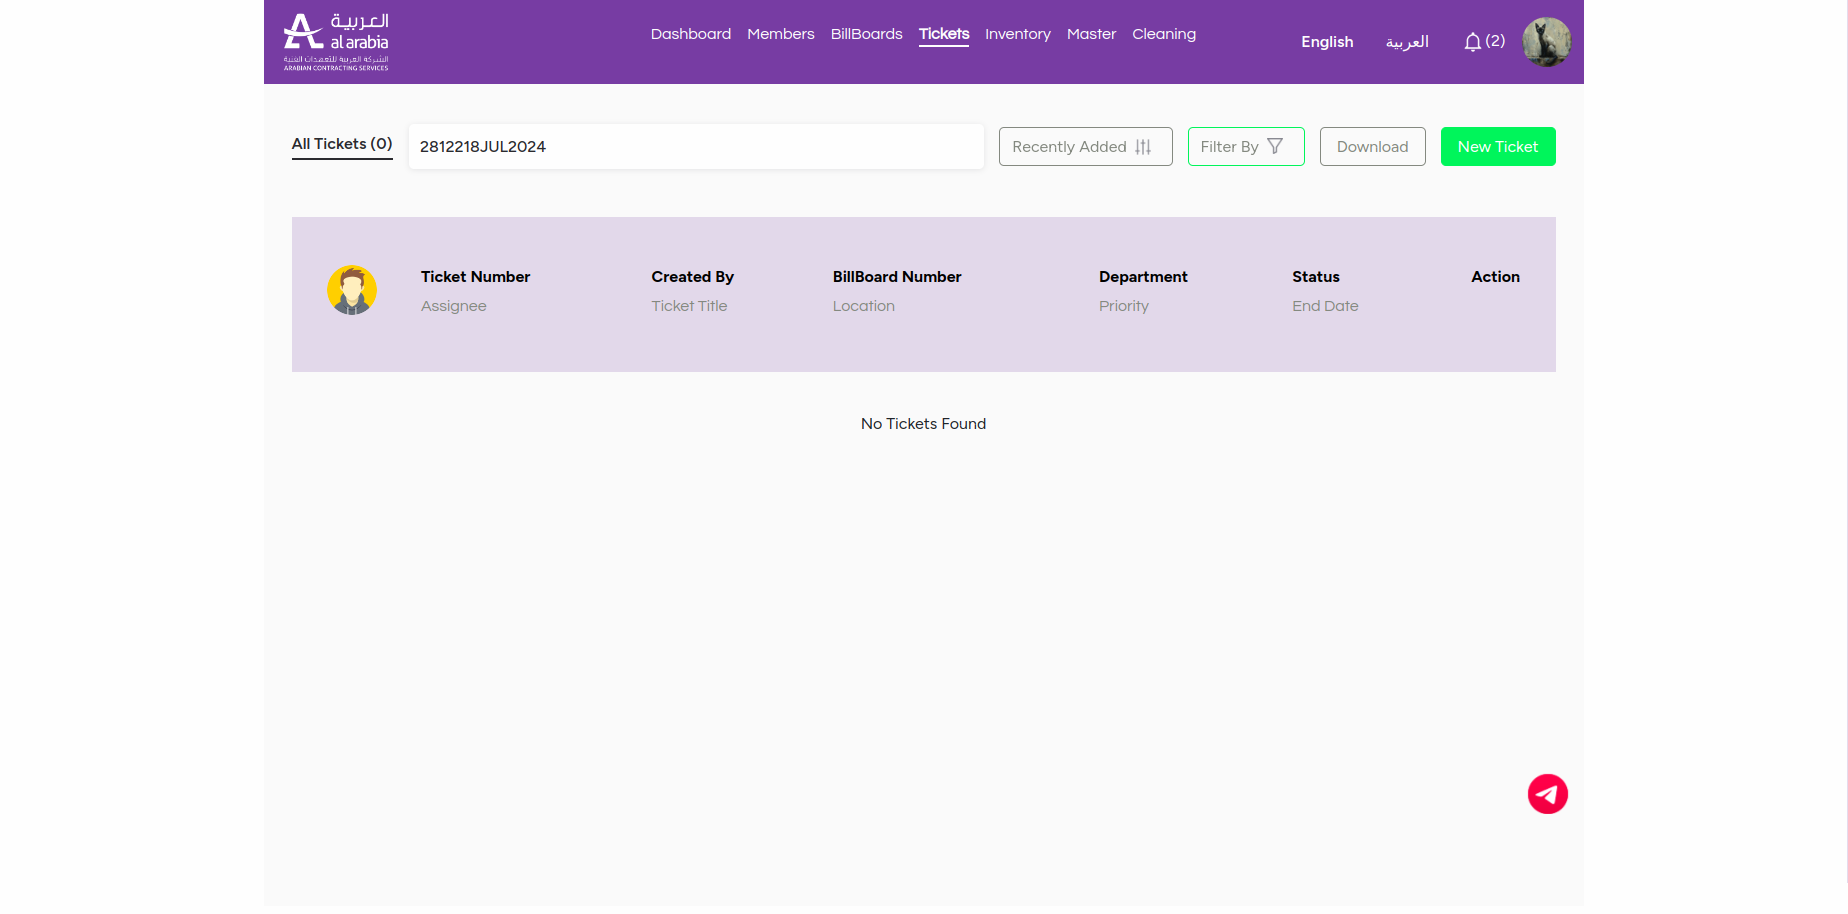 العربية
al arabia
الشركة العربية للتعهدات الفنية
ARABIAN CONTRACTING SERVICES
Dashboard Members BillBoards Tickets Inventory Master Cleaning
English العربية (2)
All Tickets (0) 2812218JUL2024 Recently Added Filter By Download New Ticket
Ticket Number Created By BillBoard Number Department Status Action
Assignee Ticket Title Location Priority End Date
No Tickets Found